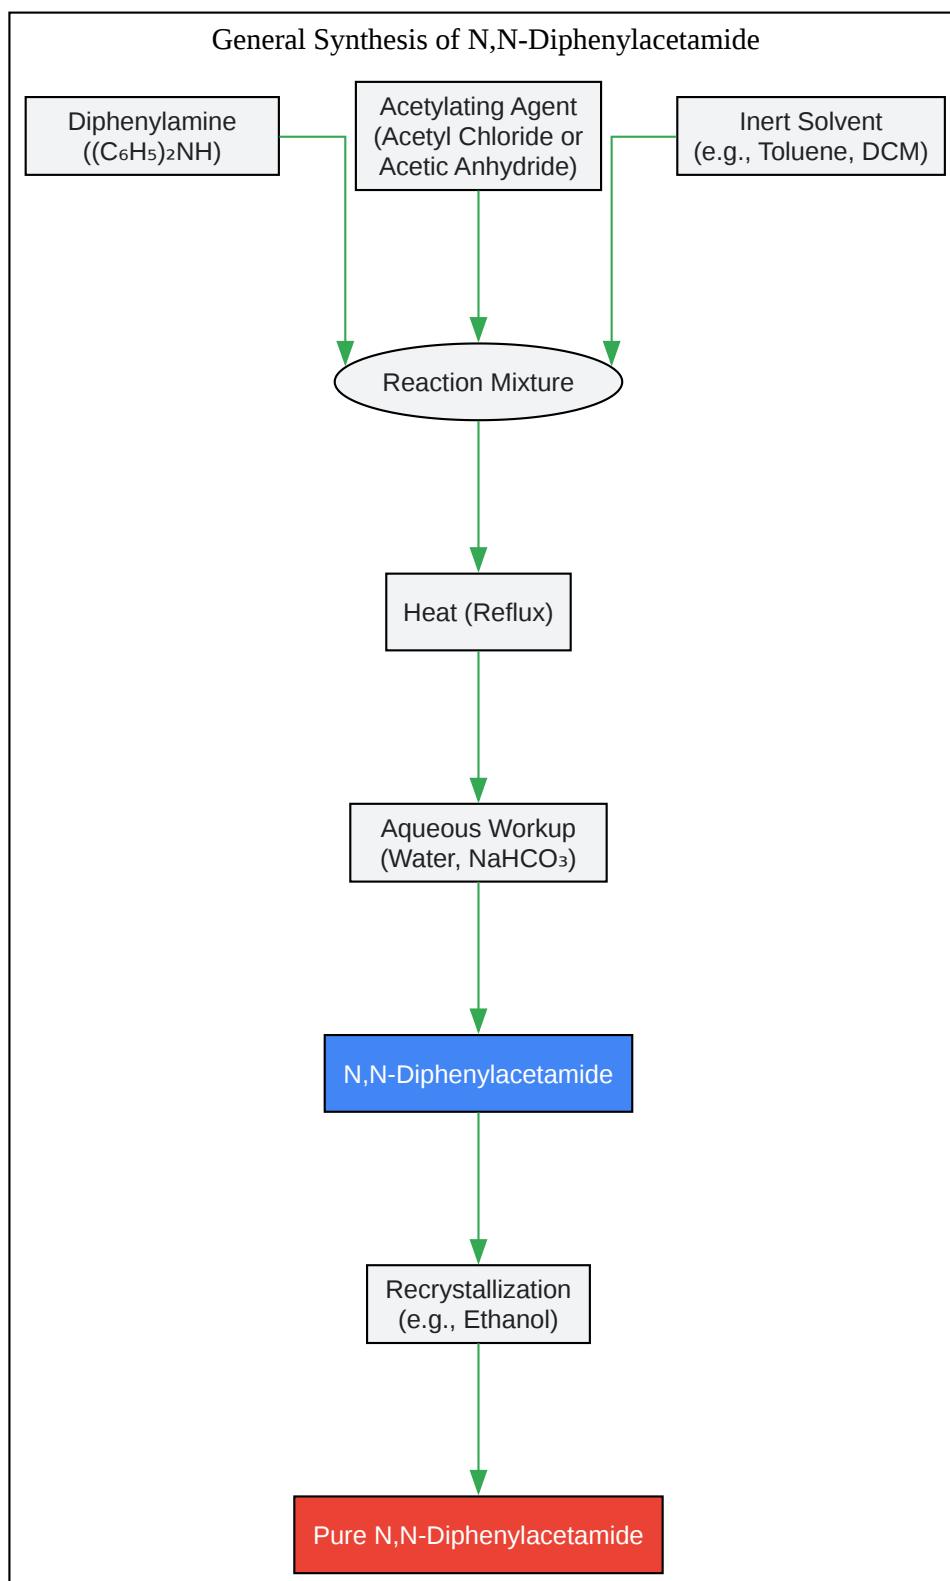 General Synthesis of N,N-Diphenylacetamide
Diphenylamine
((C₆H₅)₂NH)
Acetylating Agent
(Acetyl Chloride or
Acetic Anhydride)
Inert Solvent
(e.g., Toluene, DCM)
Reaction Mixture
Heat (Reflux)
Aqueous Workup
(Water, NaHCO₃)
N,N-Diphenylacetamide
Recrystallization
(e.g., Ethanol)
Pure N,N-Diphenylacetamide